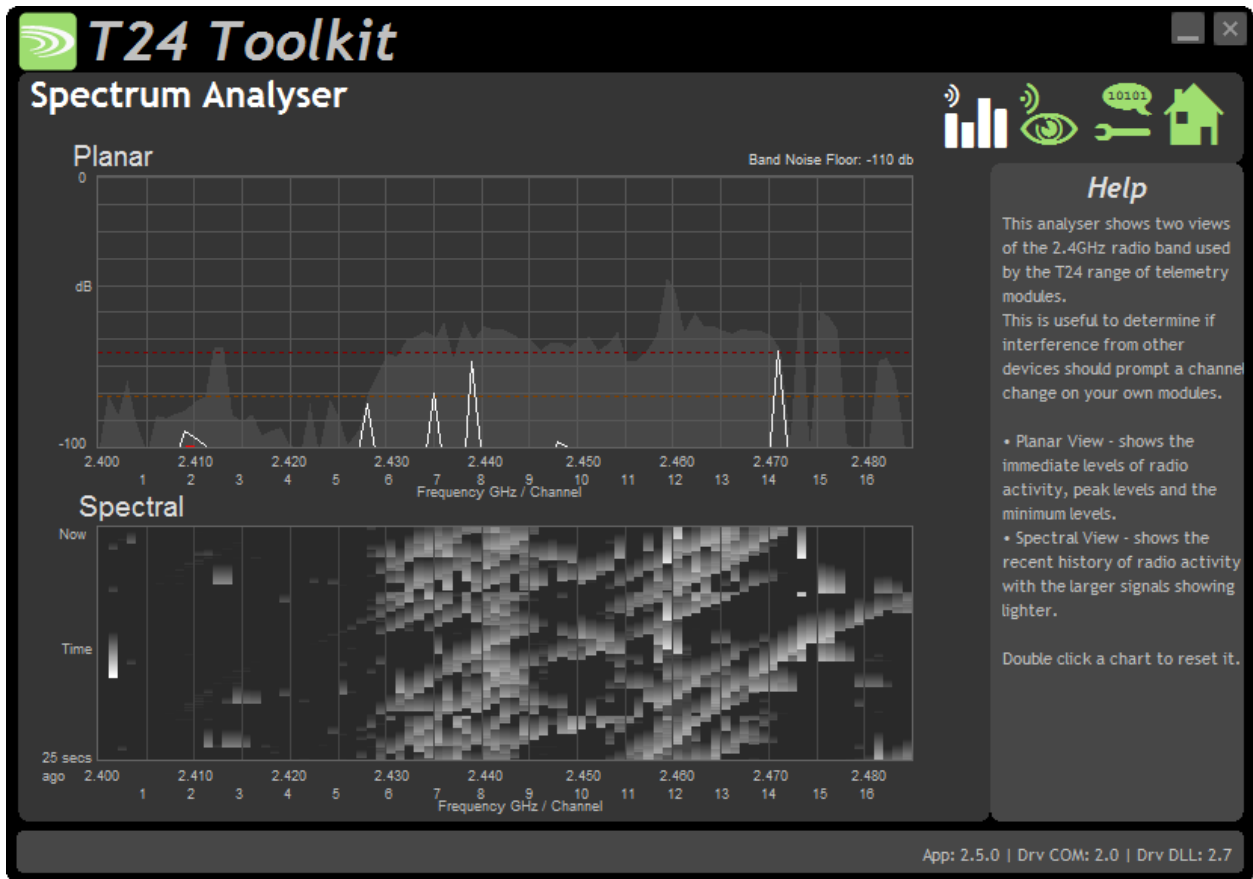 T24 Toolkit
Spectrum Analyser
10101
Planar
Band Noise Floor: -110 db
0
dB
-100
2.400 2.410 2.420 2.430 2.440 2.450 2.460 2.470 2.480
1 2 3 4 5 6 7 8 9 10 11 12 13 14 15 16
Frequency GHz / Channel
Spectral
Now
Time
25 secs
ago 2.400 2.410 2.420 2.430 2.440 2.450 2.460 2.470 2.480
1 2 3 4 5 6 7 8 9 10 11 12 13 14 15 16
Frequency GHz / Channel
Help
This analyser shows two views
of the 2.4GHz radio band used
by the T24 range of telemetry
modules.
This is useful to determine if
interference from other
devices should prompt a channel
change on your own modules.
• Planar View - shows the
immediate levels of radio
activity, peak levels and the
minimum levels.
• Spectral View - shows the
recent history of radio activity
with the larger signals showing
lighter.
Double click a chart to reset it.
App: 2.5.0 | Drv COM: 2.0 | Drv DLL: 2.7